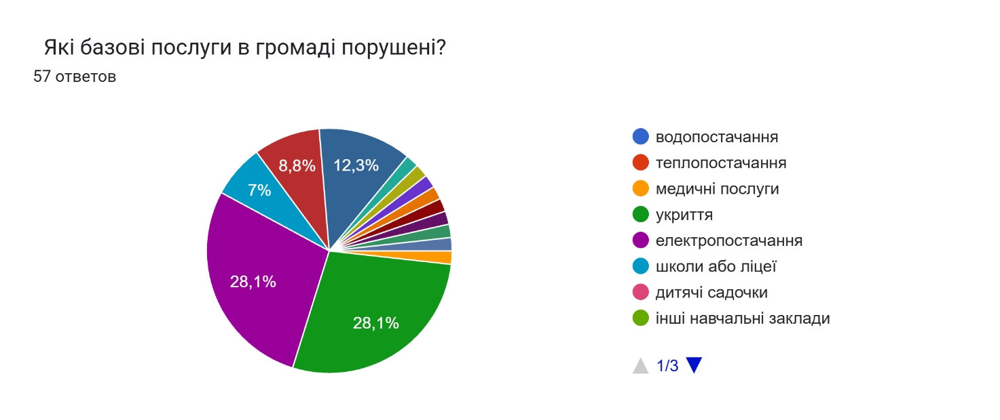 Які базові послуги в громаді порушені?
57 ответов
8,8%
12,3%
7%
28,1%
28,1%
водопостачання
теплопостачання
медичні послуги
укриття
електропостачання
школи або ліцеї
дитячі садочки
інші навчальні заклади
1/3